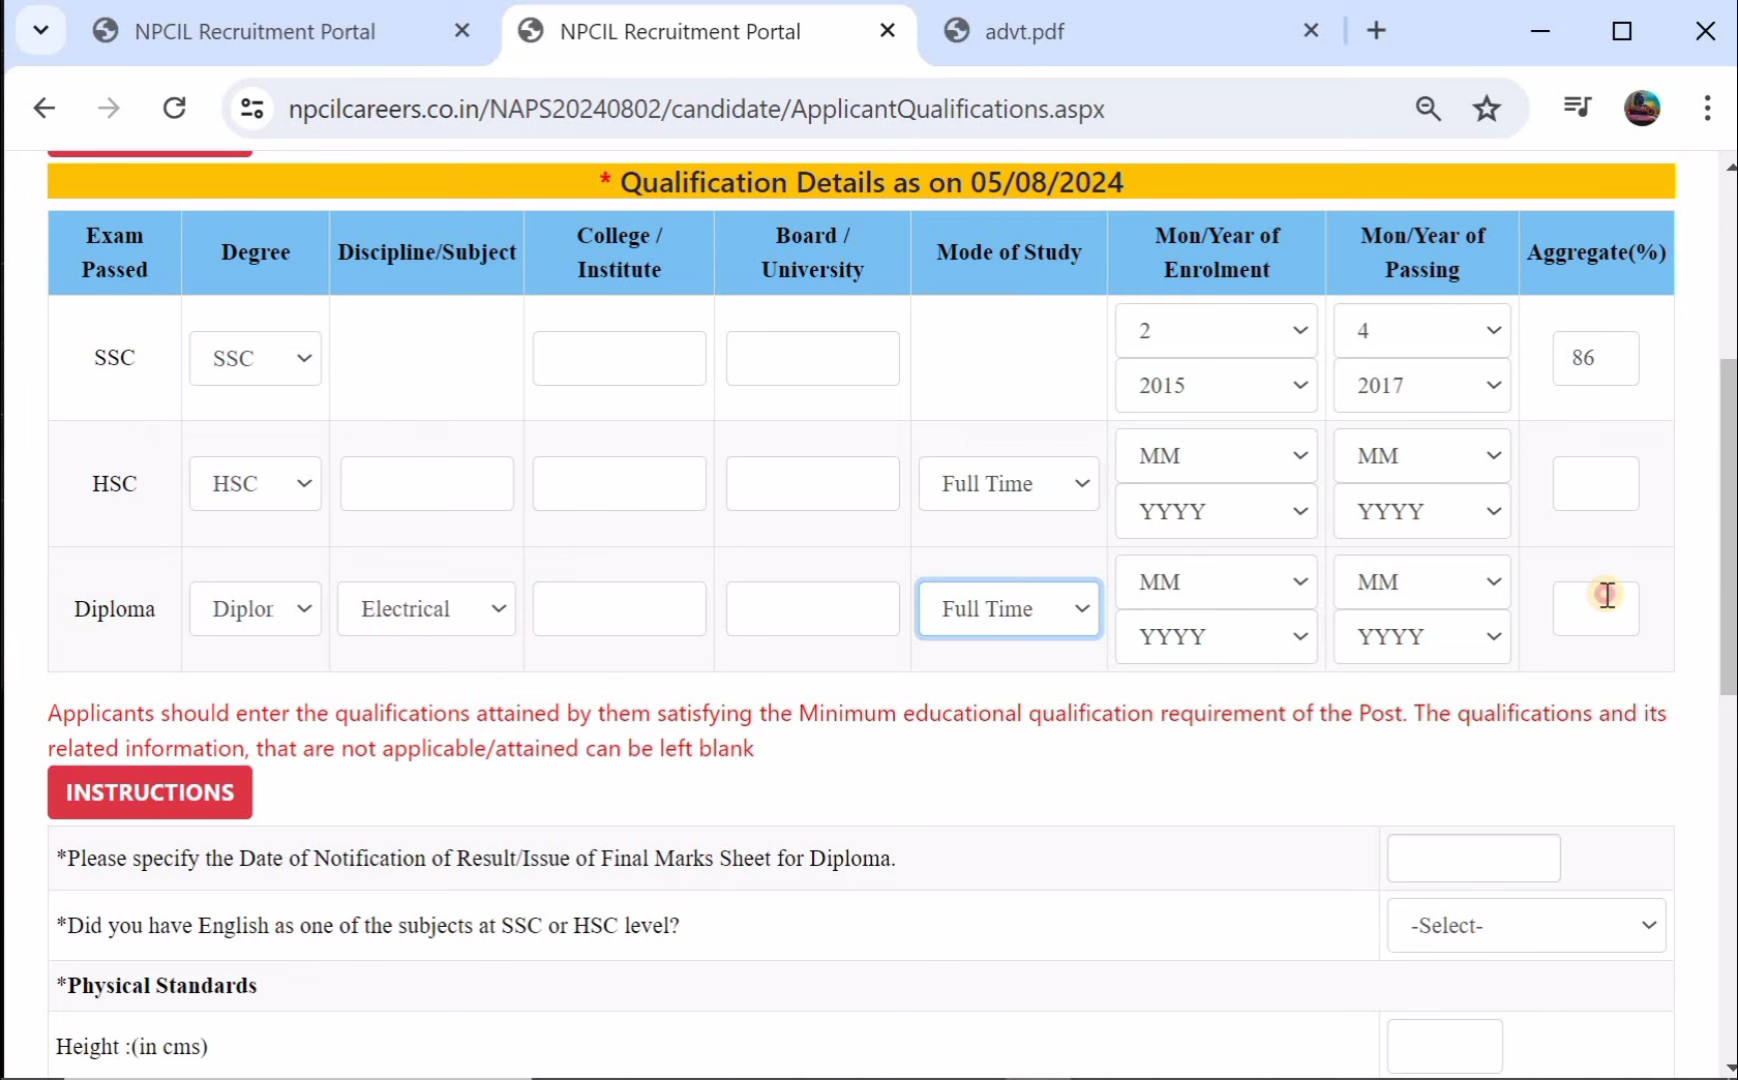 NPCIL Recruitment Portal
NPCIL Recruitment Portal
advt.pdf
npcilcareers.co.in/NAPS20240802/candidate/ApplicantQualifications.aspx
* Qualification Details as on 05/08/2024
Exam Passed
Degree
Discipline/Subject
College / Institute
Board / University
Mode of Study
Mon/Year of Enrolment
Mon/Year of Passing
Aggregate(%)
SSC
SSC
2
2015
4
2017
86
HSC
HSC
Full Time
MM
YYYY
MM
YYYY
Diploma
Diplor
Electrical
Full Time
MM
YYYY
MM
YYYY
Applicants should enter the qualifications attained by them satisfying the Minimum educational qualification requirement of the Post. The qualifications and its
related information, that are not applicable/attained can be left blank
INSTRUCTIONS
*Please specify the Date of Notification of Result/Issue of Final Marks Sheet for Diploma.
*Did you have English as one of the subjects at SSC or HSC level?
-Select-
*Physical Standards
Height :(in cms)